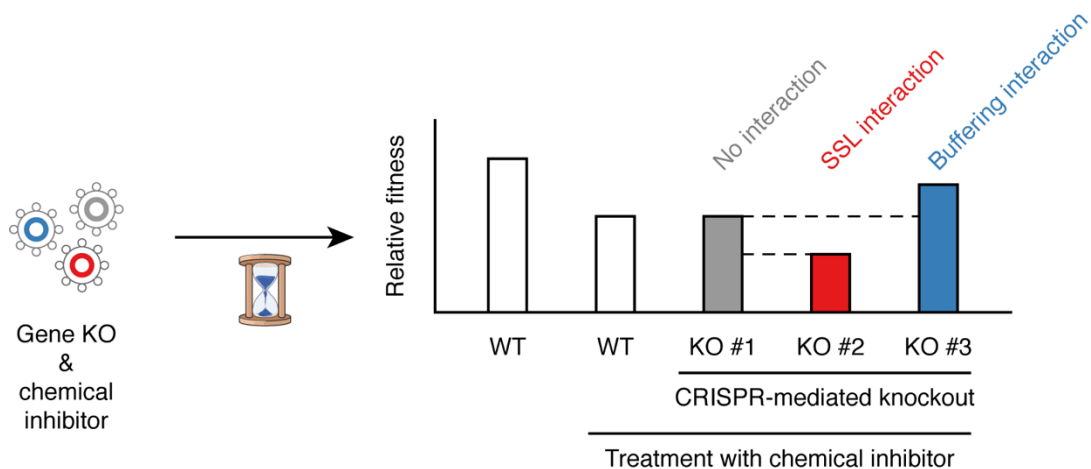 Gene KO
&
chemical
inhibitor
Relative fitness
No interaction
SSL interaction
Buffering interaction
WT
WT
KO #1
KO #2
KO #3
CRISPR-mediated knockout
Treatment with chemical inhibitor